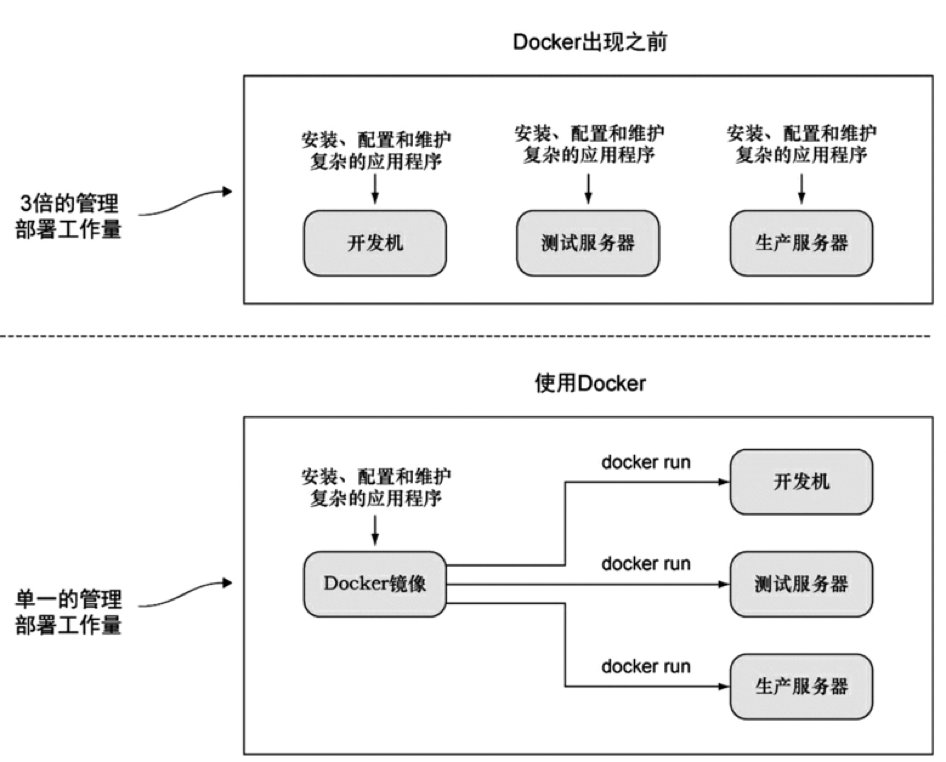 Docker出现之前
安装、配置和维护
复杂的应用程序
安装、配置和维护
复杂的应用程序
安装、配置和维护
复杂的应用程序
3倍的管理
部署工作量
开发机
测试服务器
生产服务器
使用Docker
安装、配置和维护
复杂的应用程序
Docker镜像
单一的管理
部署工作量
docker run
开发机
docker run
测试服务器
docker run
生产服务器